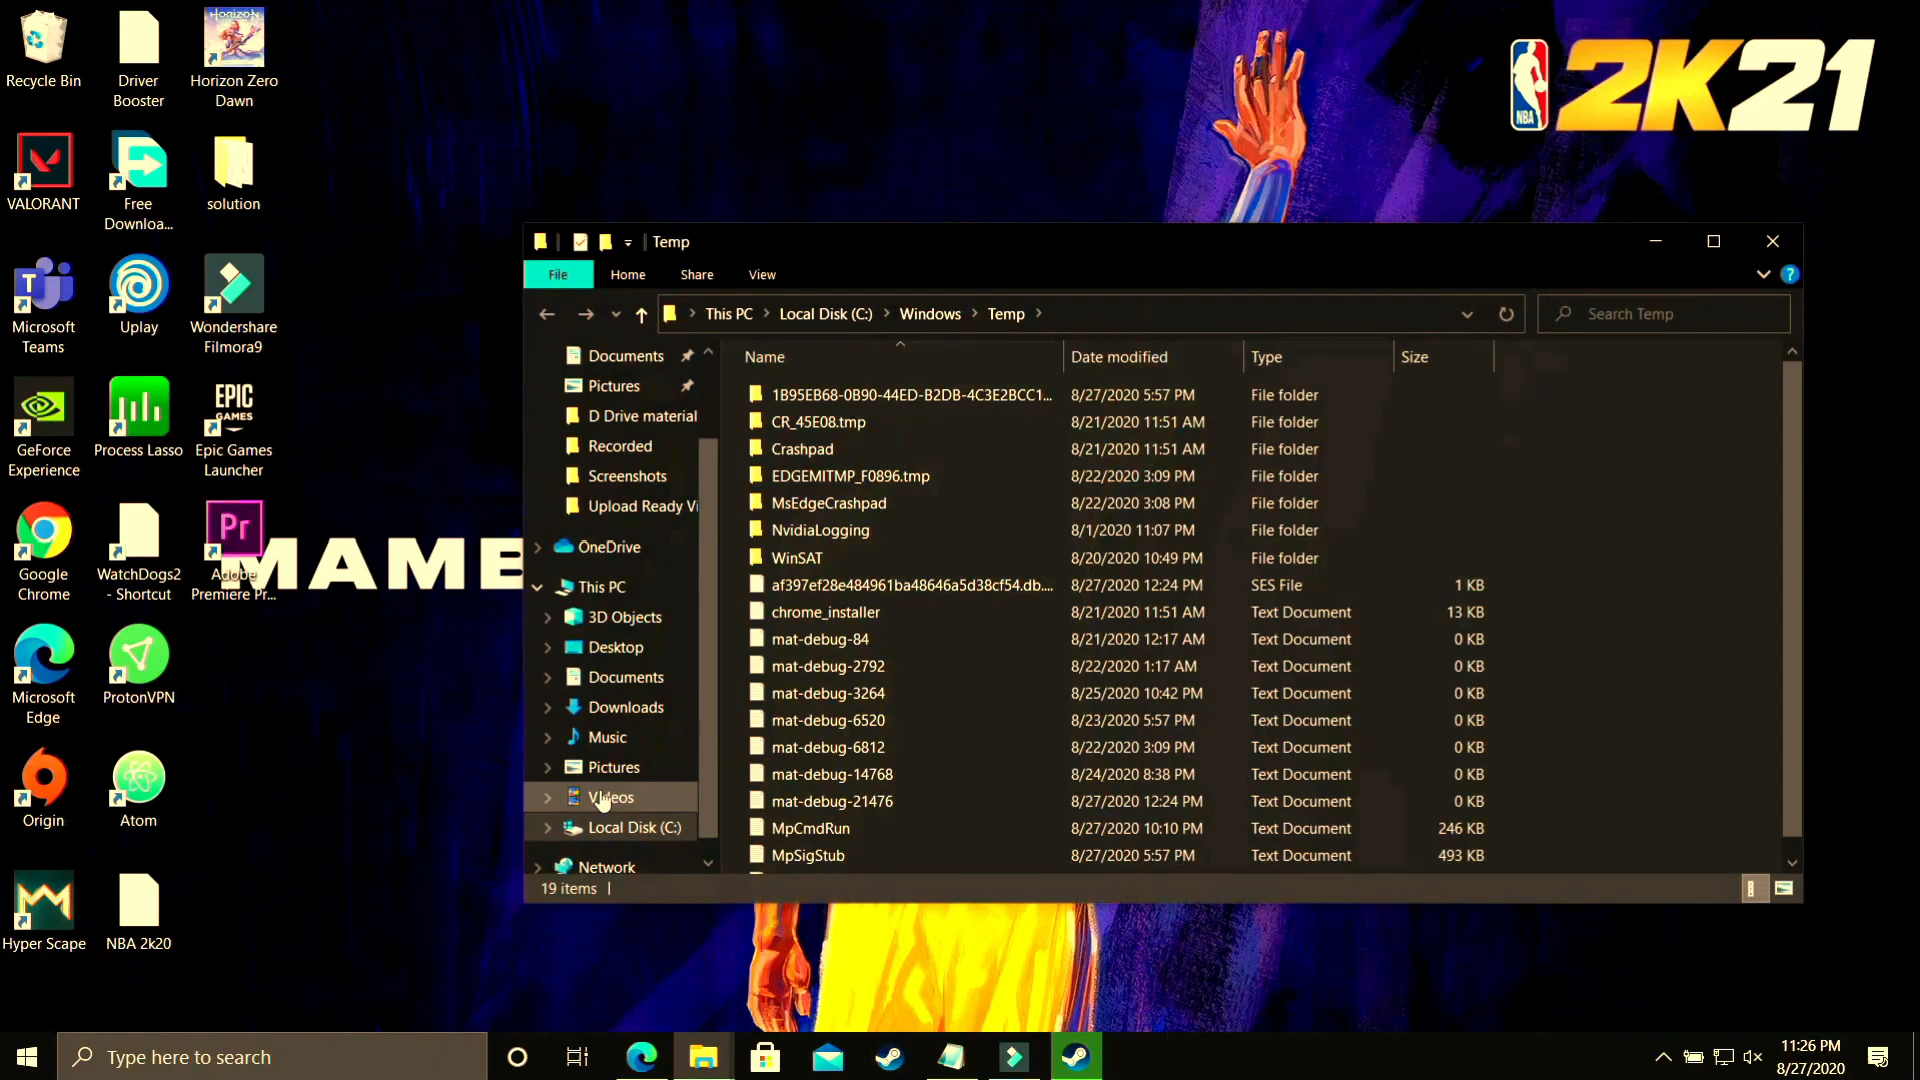 Recycle Bin
Driver
Booster
Horizon Zero
Dawn
HORIZON
VALORANT
Free
Downloa...
solution
Microsoft
Teams
Uplay
Wondershare
Filmora9
GeForce
Experience
Process Lasso
EPIC
GAMES
Epic Games
Launcher
Google
Chrome
WatchDogs2
- Shortcut
Pr
Adobe
Premiere Pr...
Microsoft
Edge
ProtonVPN
Origin
Atom
Hyper Scape
NBA 2k20
MAMB
NBA
2K21
Temp
File
Home
Share
View
This PC
Local Disk (C:)
Windows
Temp
Search Temp
Documents
Pictures
D Drive material
Recorded
Screenshots
Upload Ready Vi
OneDrive
This PC
3D Objects
Desktop
Documents
Downloads
Music
Pictures
Videos
Local Disk (C:)
Network
Name Date modified Type Size
1B95EB68-0B90-44ED-B2DB-4C3E2BCC1... 8/27/2020 5:57 PM File folder
CR_45E08.tmp 8/21/2020 11:51 AM File folder
Crashpad 8/21/2020 11:51 AM File folder
EDGEMITMP_F0896.tmp 8/22/2020 3:09 PM File folder
MsEdgeCrashpad 8/22/2020 3:08 PM File folder
NvidiaLogging 8/1/2020 11:07 PM File folder
WinSAT 8/20/2020 10:49 PM File folder
af397ef28e484961ba48646a5d38cf54.db.... 8/27/2020 12:24 PM SES File 1 KB
chrome_installer 8/21/2020 11:51 AM Text Document 13 KB
mat-debug-84 8/21/2020 12:17 AM Text Document 0 KB
mat-debug-2792 8/22/2020 1:17 AM Text Document 0 KB
mat-debug-3264 8/25/2020 10:42 PM Text Document 0 KB
mat-debug-6520 8/23/2020 5:57 PM Text Document 0 KB
mat-debug-6812 8/22/2020 3:09 PM Text Document 0 KB
mat-debug-14768 8/24/2020 8:38 PM Text Document 0 KB
mat-debug-21476 8/27/2020 12:24 PM Text Document 0 KB
MpCmdRun 8/27/2020 10:10 PM Text Document 246 KB
MpSigStub 8/27/2020 5:57 PM Text Document 493 KB
19 items
Type here to search
11:26 PM
8/27/2020